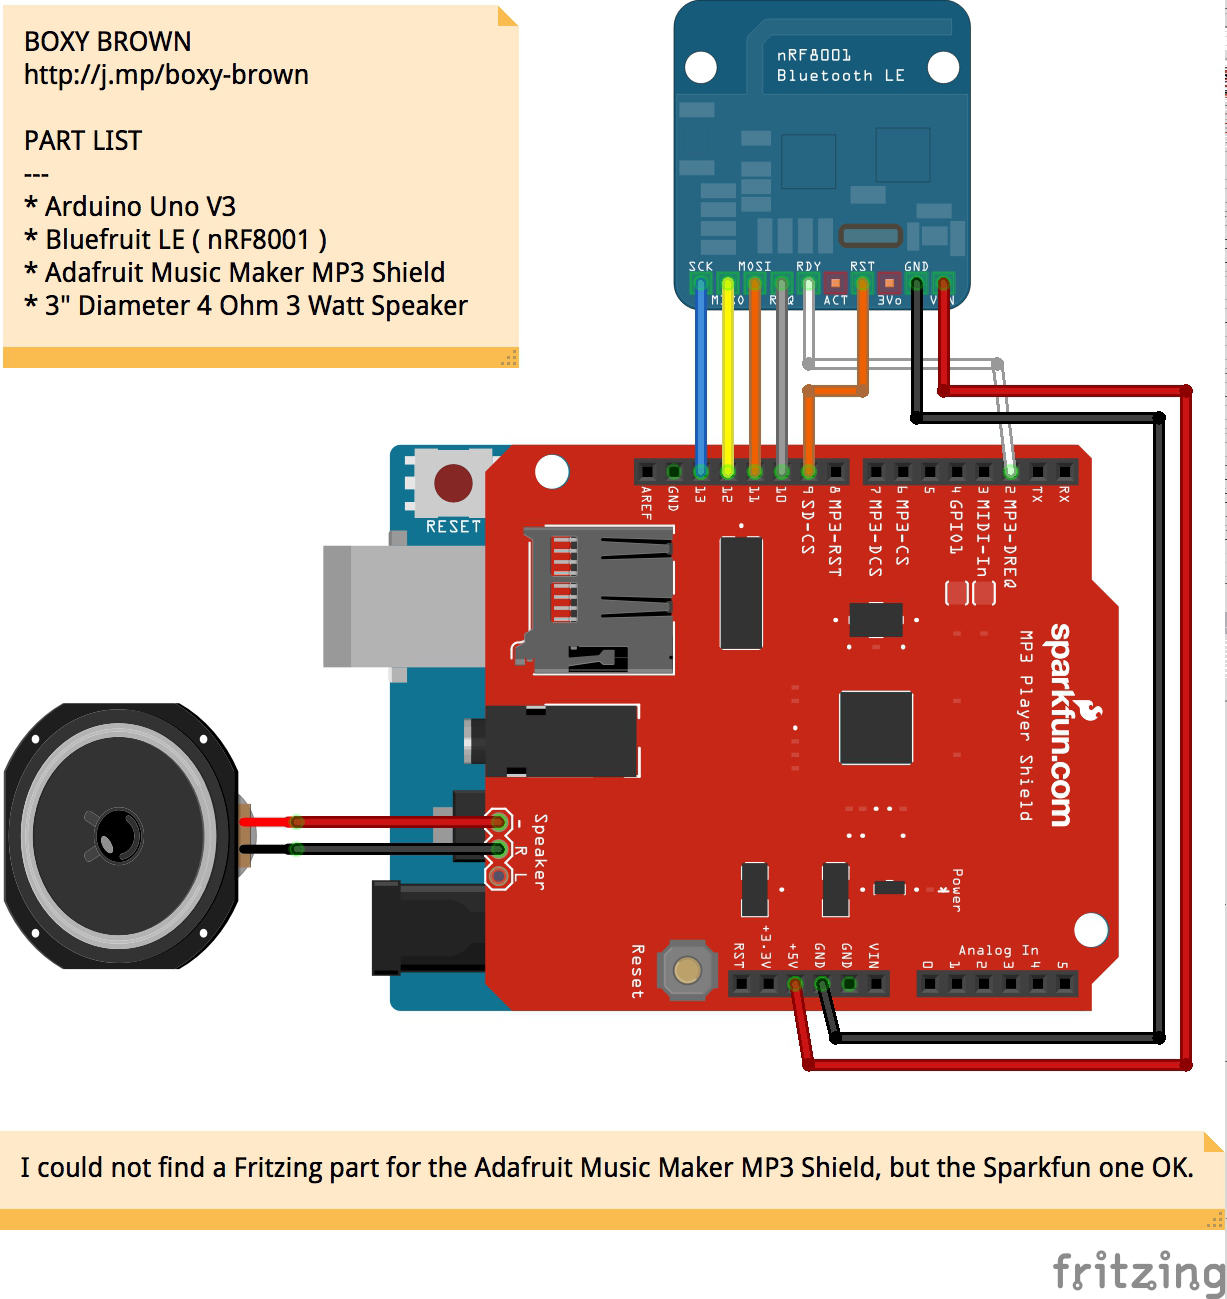 BOXY BROWN
http://j.mp/boxy-brown
PART LIST
---
* Arduino Uno V3
* Bluefruit LE ( nRF8001 )
* Adafruit Music Maker MP3 Shield
* 3" Diameter 4 Ohm 3 Watt Speaker
nRF8001
Bluetooth LE
SCK MOSI RDY RST GND
ACT 3Vo
RESET
AREF
GND
13
12
11
10
9 SD-CS
8 MP3-RST
7 MP3-DCS
6 MP3-CS
5
4 GPIO1
3 MIDI-In
2 MP3-DREQ
TX
RX
sparkfun.com
MP3 Player Shield
Speaker
-
R
L
Power
Reset
RST
+3.3V
+5V
GND
GND
VIN
Analog In
0 1 2 3 4 5
I could not find a Fritzing part for the Adafruit Music Maker MP3 Shield, but the Sparkfun one OK.
fritzing